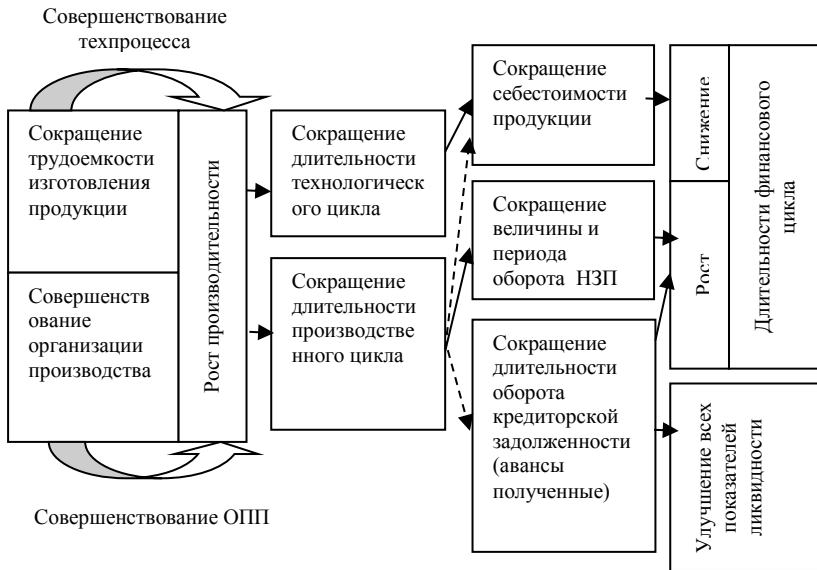 Совершенствование
техпроцесса
Сокращение
трудоемкости
изготовления
продукции
Совершенств
ование
организации
производства
Рост производительности
Сокращение
длительности
технологическ
ого цикла
Сокращение
длительности
производстве
нного цикла
Сокращение
себестоимости
продукции
Сокращение
величины и
периода
оборота НЗП
Сокращение
длительности
оборота
кредиторской
задолженности
(авансы
полученные)
Снижение
Рост
Длительности финансового
цикла
Улучшение всех
показателей
ликвидности
Совершенствование ОПП